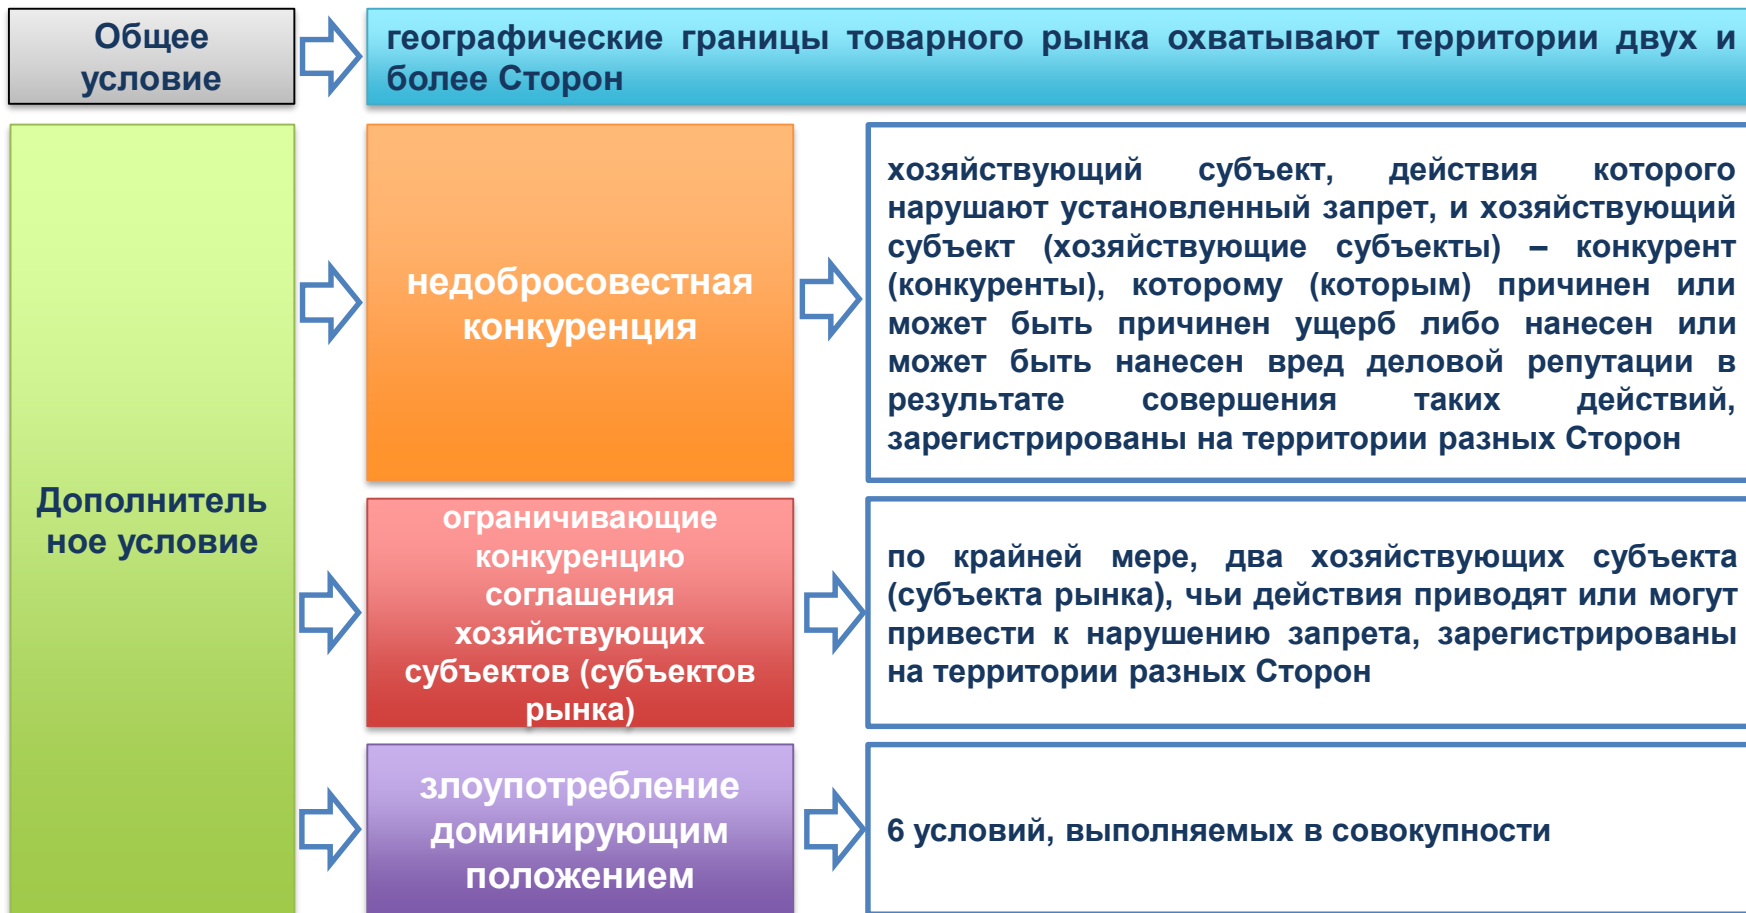 Общее
условие
географические границы товарного рынка охватывают территории двух и
более Сторон
Дополнитель
ное условие
недобросовестная
конкуренция
хозяйствующий субъект, действия которого
нарушают установленный запрет, и хозяйствующий
субъект (хозяйствующие субъекты) – конкурент
(конкуренты), которому (которым) причинен или
может быть причинен ущерб либо нанесен или
может быть нанесен вред деловой репутации в
результате совершения таких действий,
зарегистрированы на территории разных Сторон
ограничивающие
конкуренцию
соглашения
хозяйствующих
субъектов (субъектов
рынка)
по крайней мере, два хозяйствующих субъекта
(субъекта рынка), чьи действия приводят или могут
привести к нарушению запрета, зарегистрированы
на территории разных Сторон
злоупотребление
доминирующим
положением
6 условий, выполняемых в совокупности